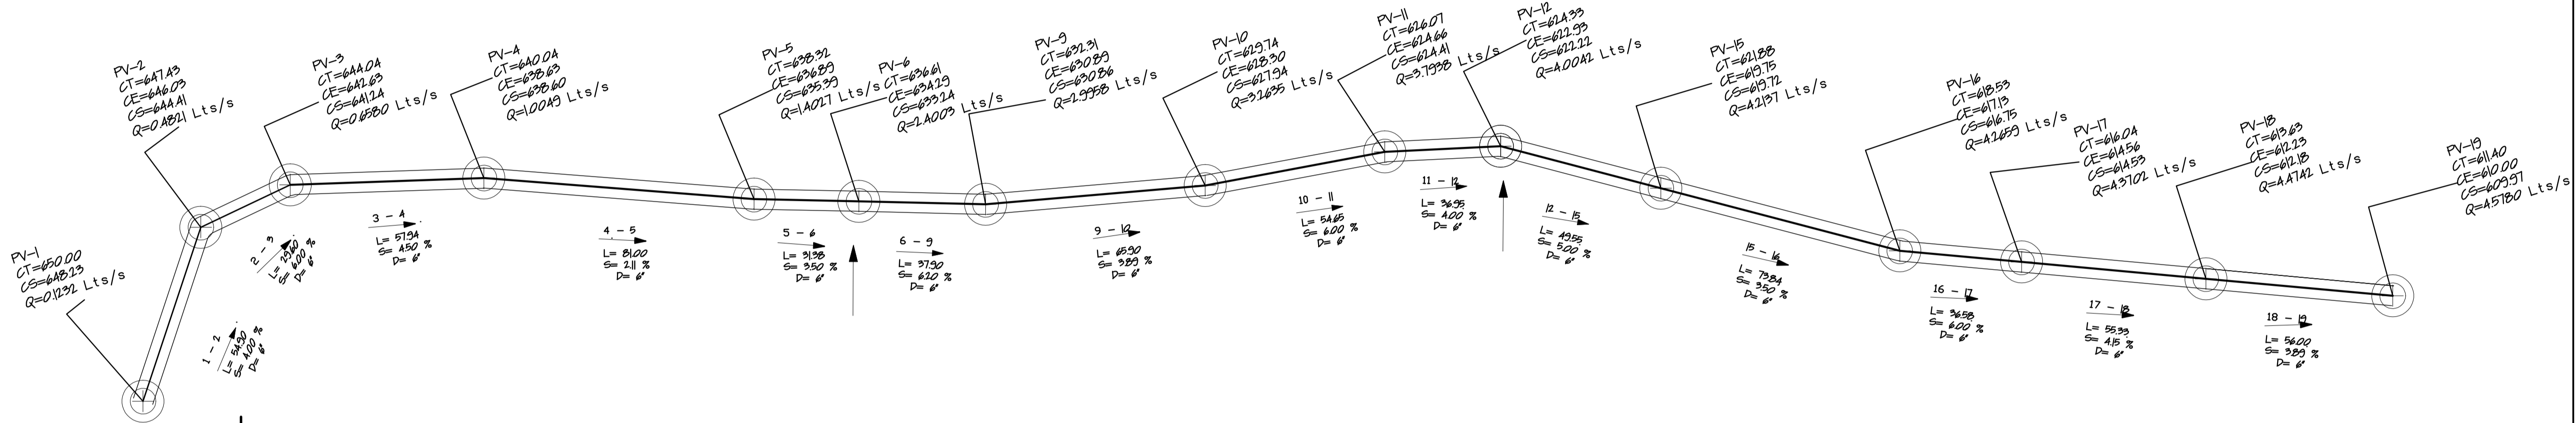 PV-1
CT=650.00
CS=648.23
Q=0.1232 Lts/s
PV-2
CT=647.43
CE=646.03
CS=644.41
Q=0.4821 Lts/s
PV-3
CT=644.04
CE=642.63
CS=641.24
Q=0.6580 Lts/s
PV-4
CT=640.04
CE=638.63
CS=638.60
Q=1.0049 Lts/s
PV-5
CT=638.32
CE=636.89
CS=635.39
Q=1.4027 Lts/s
PV-6
CT=636.61
CE=634.29
CS=633.24
Q=2.4003 Lts/s
PV-9
CT=632.31
CE=630.89
CS=630.86
Q=2.9958 Lts/s
PV-10
CT=629.74
CE=628.30
CS=627.94
Q=3.2635 Lts/s
PV-11
CT=626.07
CE=624.66
CS=624.41
Q=3.7938 Lts/s
PV-12
CT=624.33
CE=622.93
CS=622.22
Q=4.0042 Lts/s
PV-15
CT=621.88
CE=619.75
CS=619.72
Q=4.2137 Lts/s
PV-16
CT=618.53
CE=617.13
CS=616.75
Q=4.2659 Lts/s
PV-17
CT=616.04
CE=614.56
CS=614.53
Q=4.3702 Lts/s
PV-18
CT=613.63
CE=612.23
CS=612.18
Q=4.4742 Lts/s
PV-19
CT=611.40
CE=610.00
CS=609.97
Q=4.5780 Lts/s
1 - 2
L= 54.90
S= 4.00 %
D= 6"
2 - 3
L= 29.60
S= 6.00 %
D= 6"
3 - 4
L= 57.94
S= 4.50 %
D= 6"
4 - 5
L= 81.00
S= 2.11 %
D= 6"
5 - 6
L= 31.38
S= 3.50 %
D= 6"
6 - 9
L= 37.90
S= 6.20 %
D= 6"
9 - 10
L= 65.90
S= 3.89 %
D= 6"
10 - 11
L= 54.65
S= 6.00 %
D= 6"
11 - 12
L= 36.95
S= 4.00 %
D= 6"
12 - 15
L= 49.55
S= 5.00 %
D= 6"
15 - 16
L= 73.84
S= 3.50 %
D= 6"
16 - 17
L= 36.58
S= 6.00 %
D= 6"
17 - 18
L= 55.33
S= 4.15 %
D= 6"
18 - 19
L= 56.00
S= 3.89 %
D= 6"